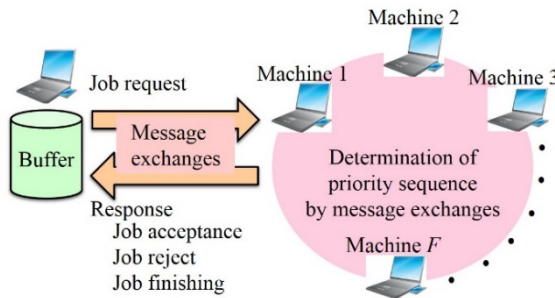 Machine 2
Machine 1
Machine 3
Job request
Message
exchanges
Buffer
Determination of
priority sequence
by message exchanges
Response
Job acceptance
Job reject
Job finishing
Machine F